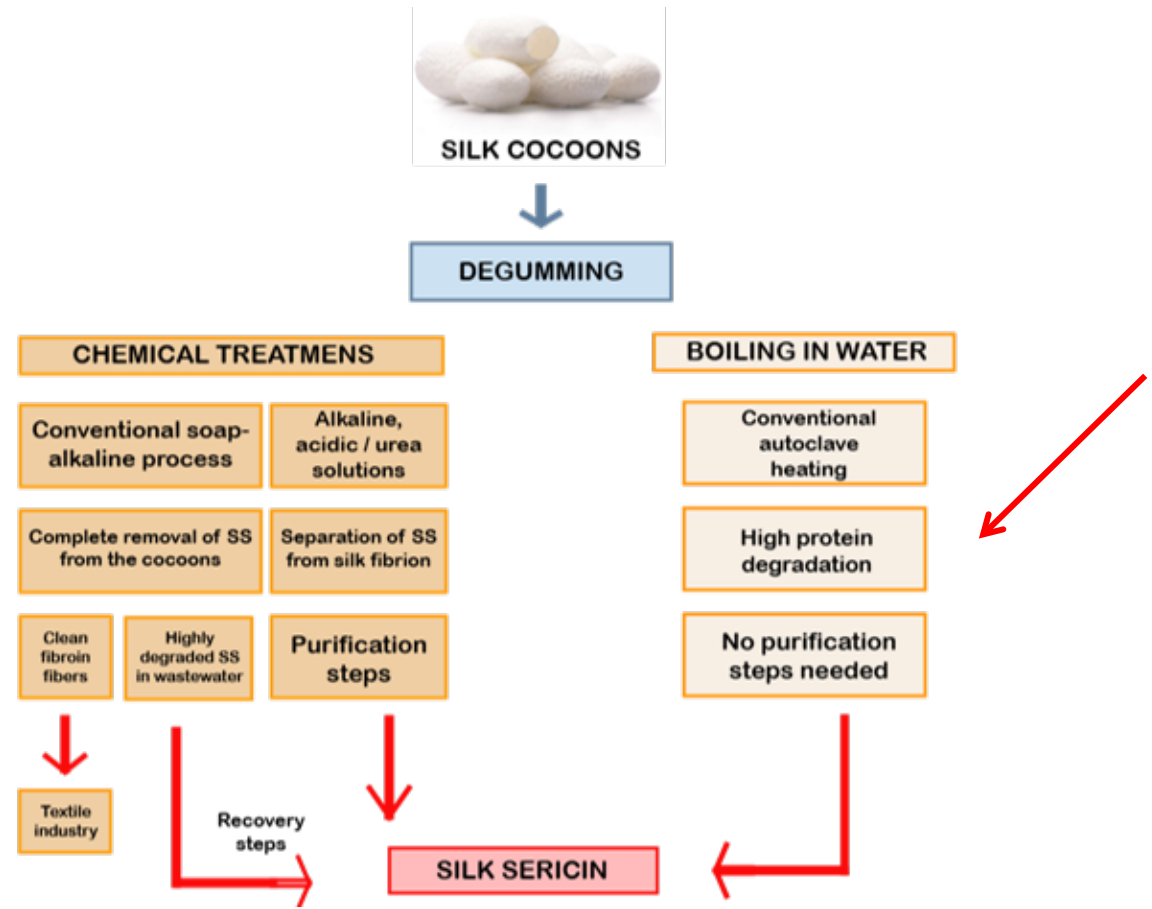 SILK COCOONS
DEGUMMING
CHEMICAL TREATMENS
Conventional soap-
alkaline process
Alkaline,
acidic / urea
solutions
Complete removal of SS
from the cocoons
Separation of SS
from silk fibrion
Clean
fibroin
fibers
Highly
degraded SS
in wastewater
Purification
steps
Textile
industry
Recovery
steps
BOILING IN WATER
Conventional
autoclave
heating
High protein
degradation
No purification
steps needed
SILK SERICIN